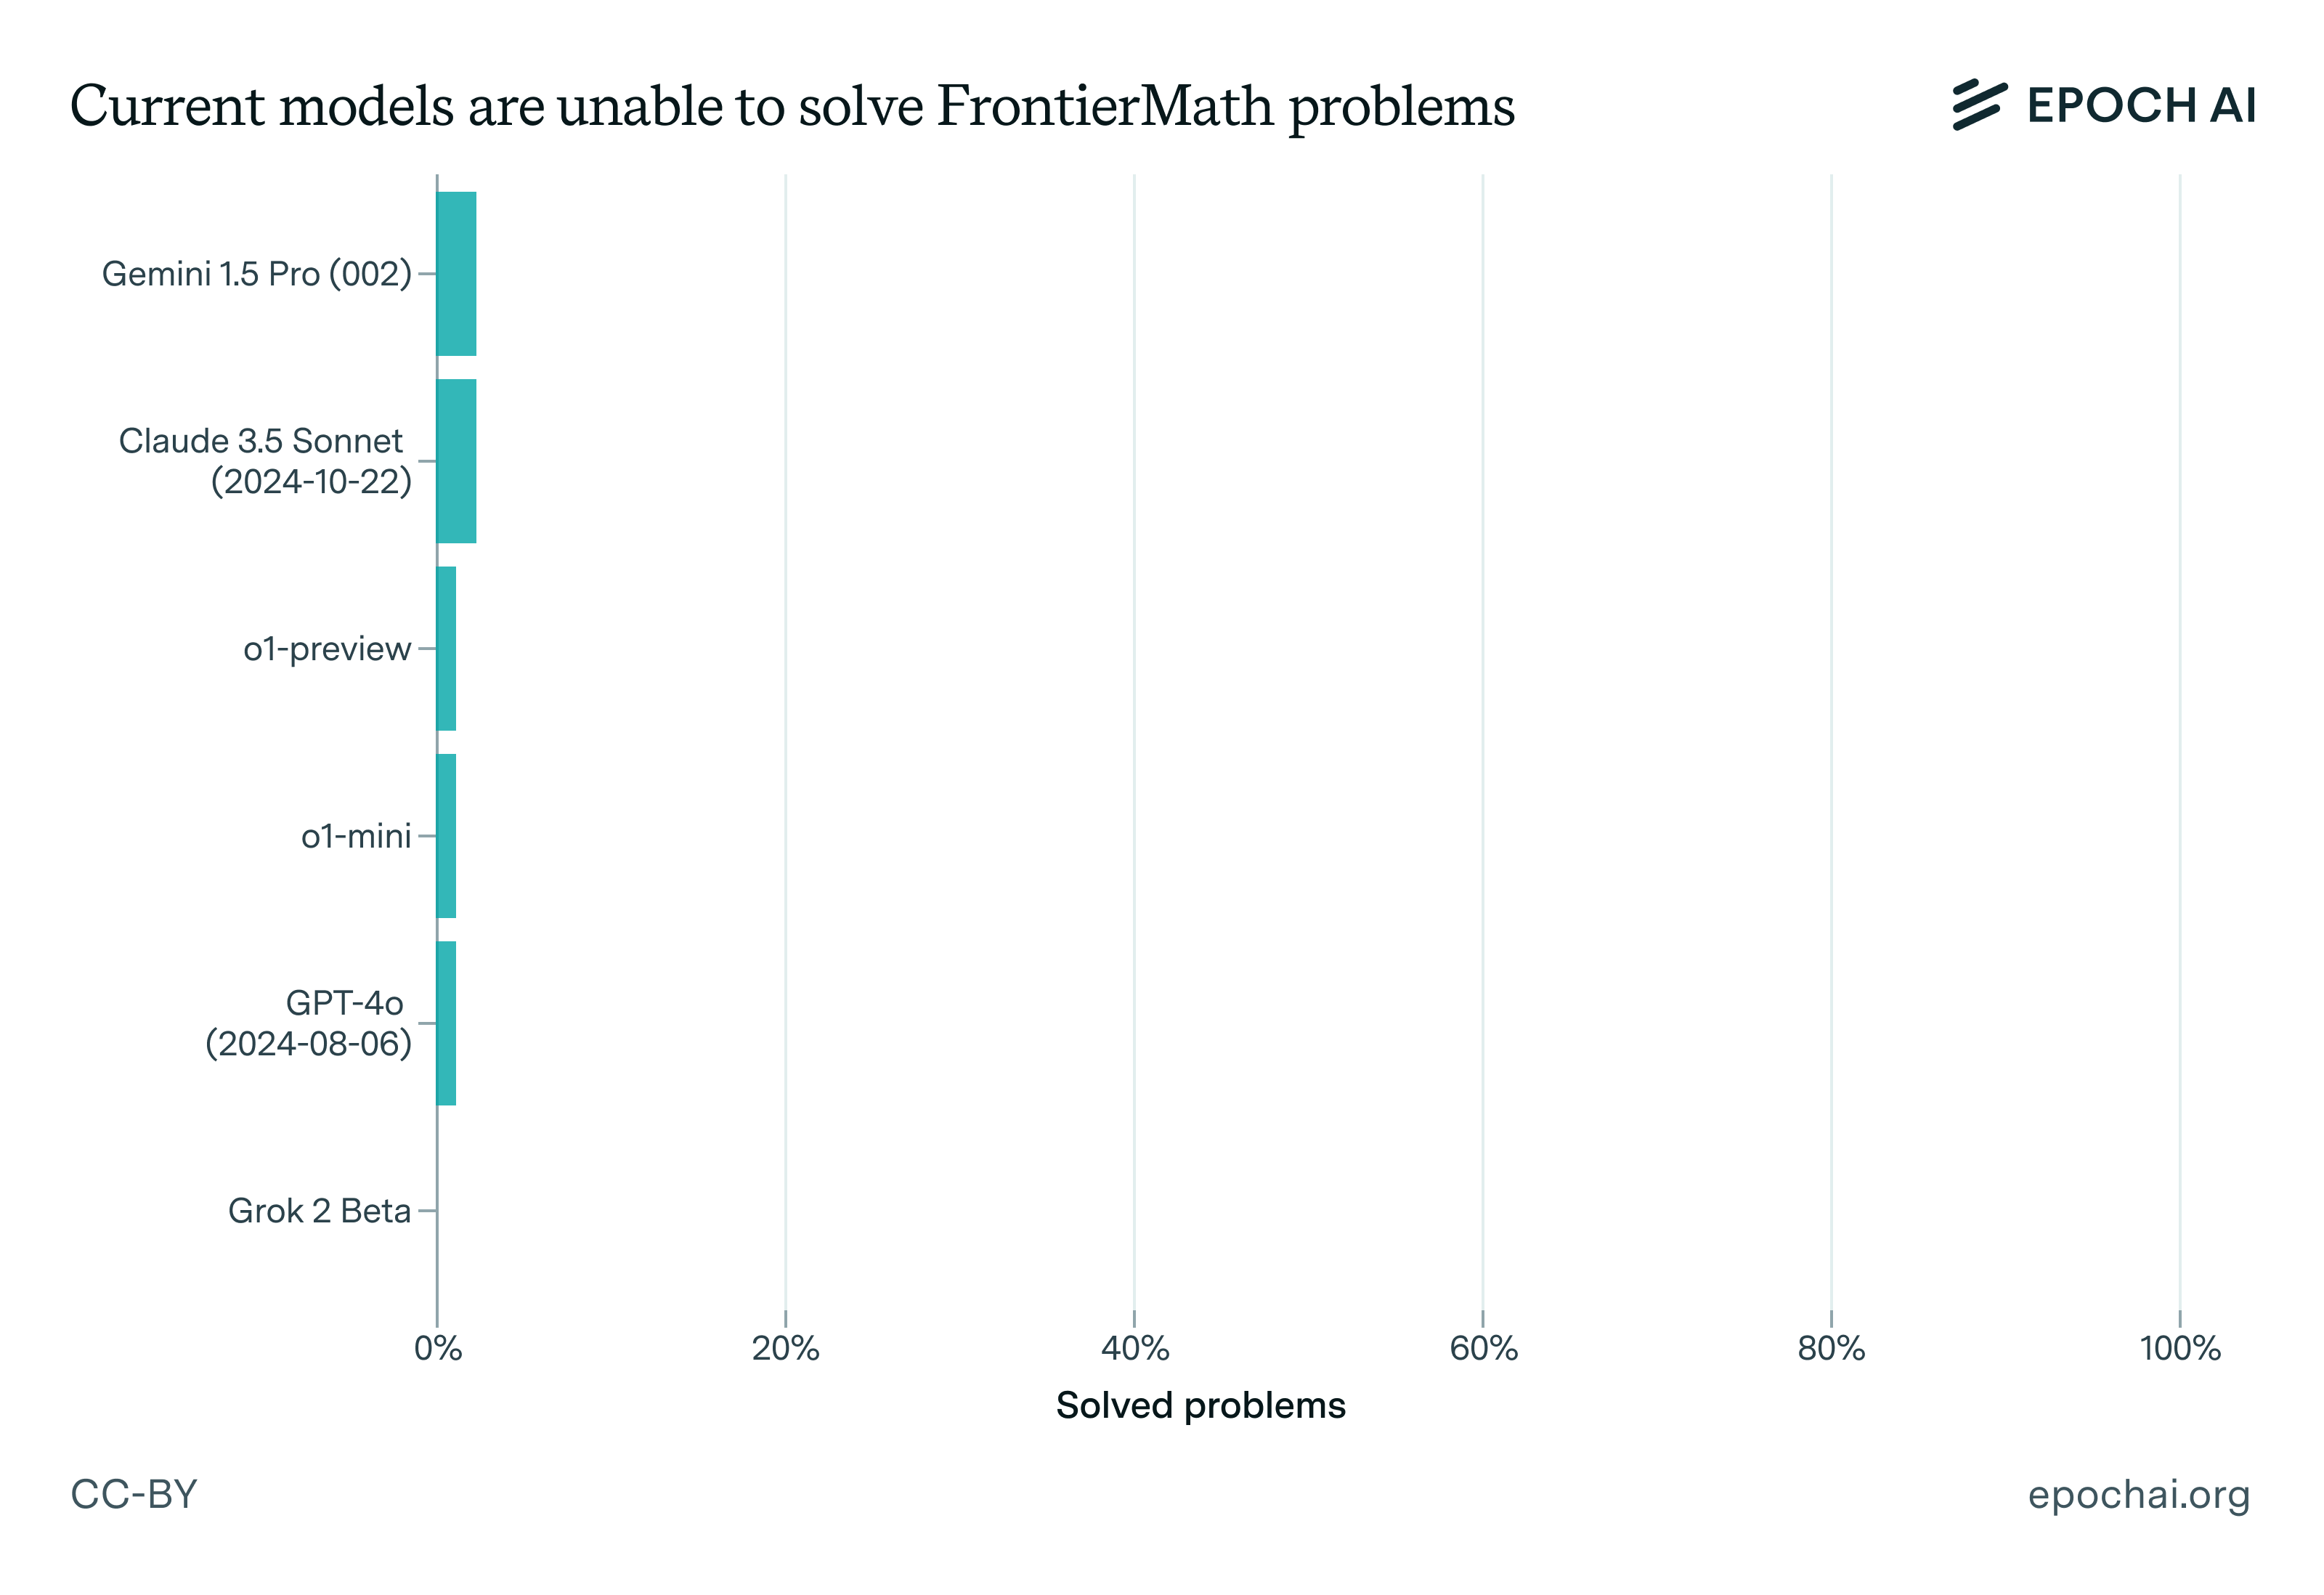 Current models are unable to solve FrontierMath problems
EPOCH AI
Gemini 1.5 Pro (002)
Claude 3.5 Sonnet
(2024-10-22)
o1-preview
o1-mini
GPT-4o
(2024-08-06)
Grok 2 Beta
0% 20% 40% 60% 80% 100%
Solved problems
CC-BY
epochai.org